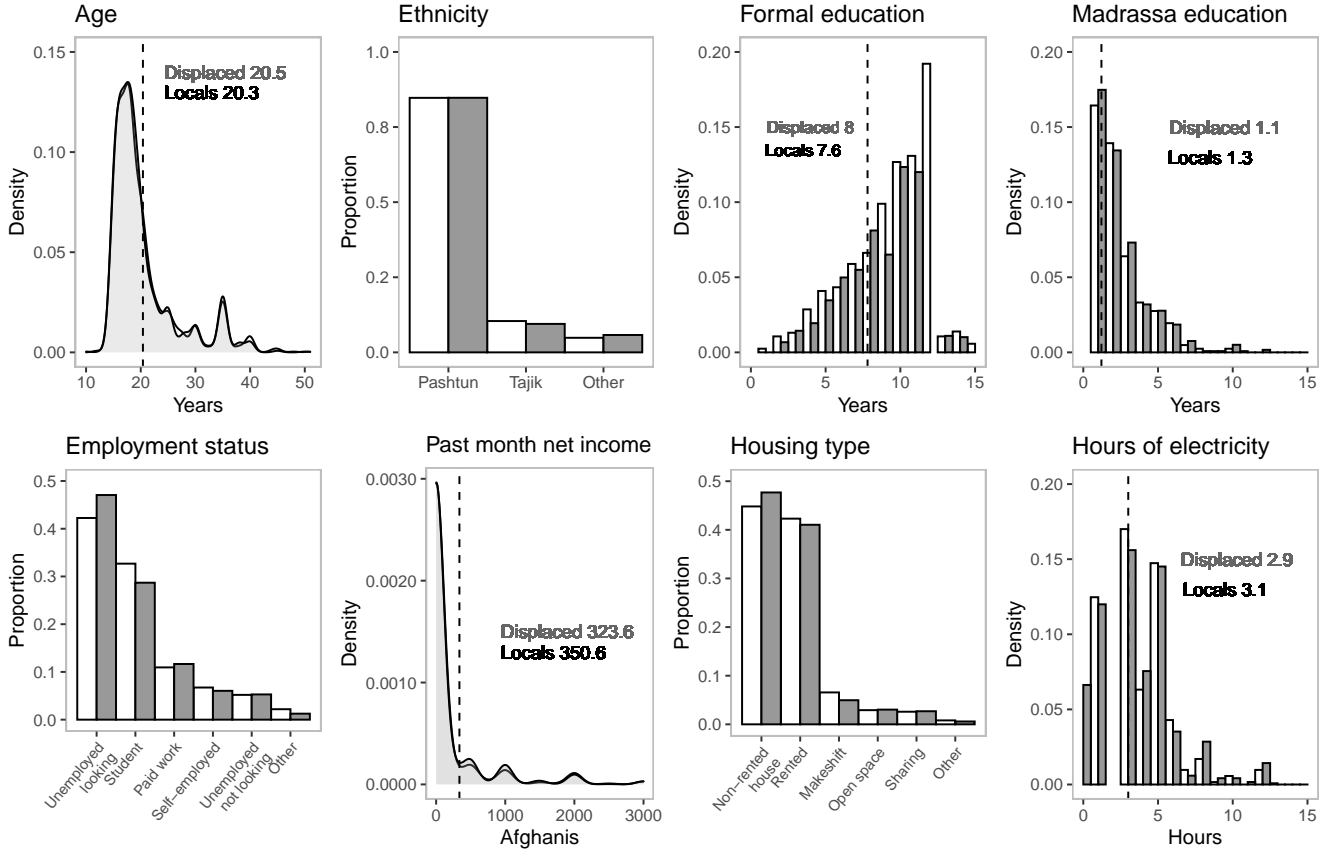 Age
0.15
0.10
0.05
0.00
Density
Displaced 20.5
Locals 20.3
10 20 30 40 50
Years
Ethnicity
1.0
0.8
0.5
0.2
0.0
Proportion
Pashtun Tajik Other
Formal education
0.20
0.15
0.10
0.05
0.00
Density
Displaced 8
Locals 7.6
0 5 10 15
Years
Madrassa education
0.20
0.15
0.10
0.05
0.00
Density
Displaced 1.1
Locals 1.3
0 5 10 15
Years
Employment status
0.5
0.4
0.3
0.2
0.1
0.0
Proportion
Unemployed
looking
Student
Paid work
Self−employed
Unemployed
not looking
Other
Past month net income
0.0030
0.0020
0.0010
0.0000
Density
Displaced 323.6
Locals 350.6
0 1000 2000 3000
Afghanis
Housing type
0.5
0.4
0.3
0.2
0.1
0.0
Proportion
Non−rented
house
Rented
Makeshift
Open space
Sharing
Other
Hours of electricity
0.20
0.15
0.10
0.05
0.00
Density
Displaced 2.9
Locals 3.1
0 5 10 15
Hours